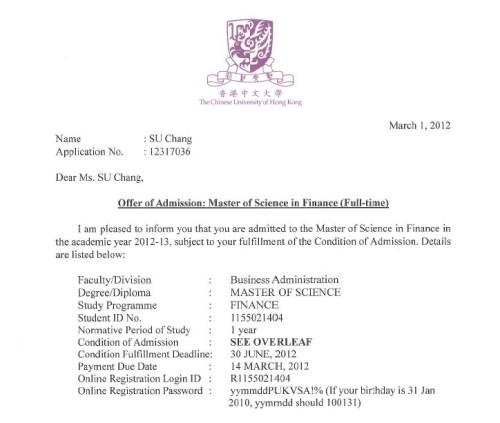 香港中文大學
The Chinese University of Hong Kong
March 1, 2012
Name : SU Chang
Application No. : 12317036
Dear Ms. SU Chang,
Offer of Admission: Master of Science in Finance (Full-time)
I am pleased to inform you that you are admitted to the Master of Science in Finance in
the academic year 2012-13, subject to your fulfillment of the Condition of Admission. Details
are listed below:
Faculty/Division : Business Administration
Degree/Diploma : MASTER OF SCIENCE
Study Programme : FINANCE
Student ID No. : 1155021404
Normative Period of Study : 1 year
Condition of Admission : SEE OVERLEAF
Condition Fulfillment Deadline: 30 JUNE, 2012
Payment Due Date : 14 MARCH, 2012
Online Registration Login ID : R1155021404
Online Registration Password : yymmddPUKVSA!% (If your birthday is 31 Jan
2010, yymmdd should 100131)